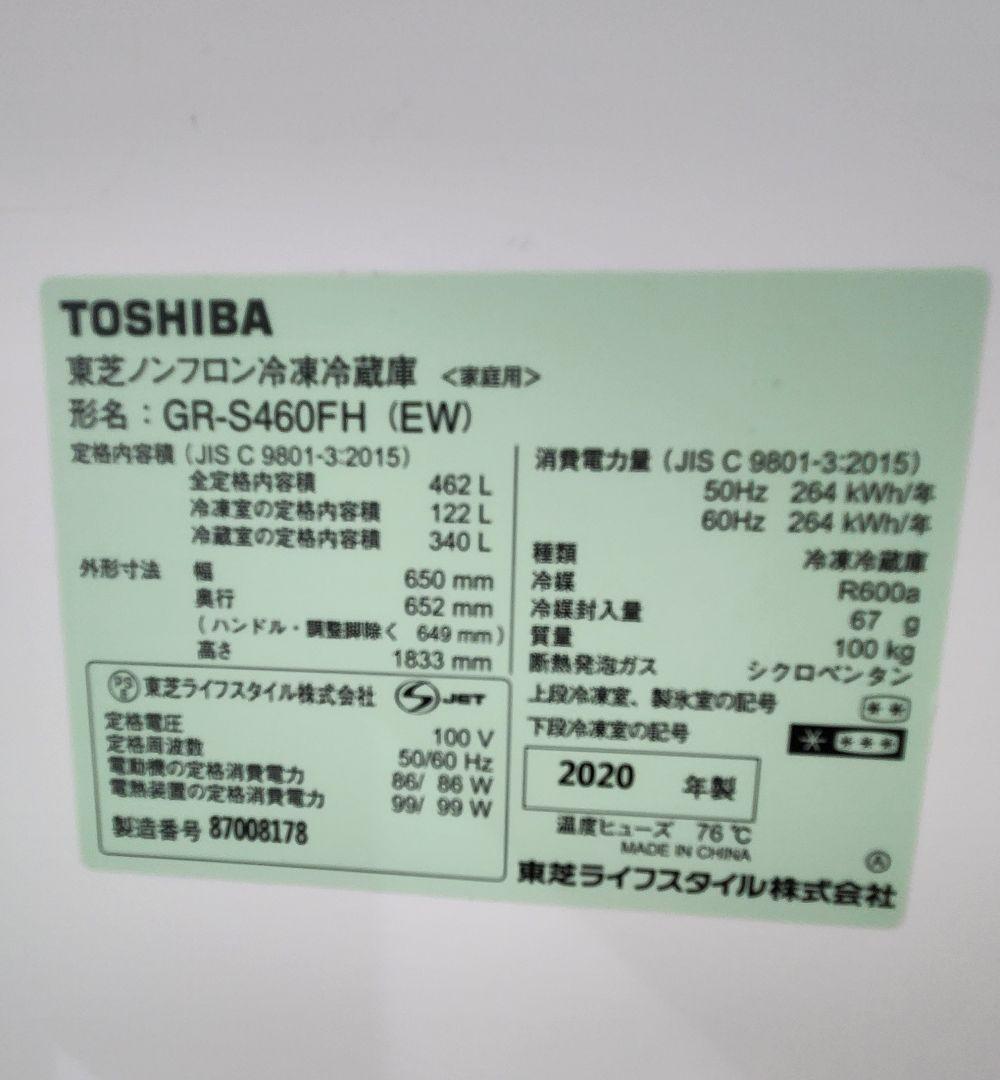 TOSHIBA
東芝ノンフロン冷凍冷蔵庫 <家庭用>
形名：GR-S460FH（EW）
定格内容積（JIS C 9801-3:2015）
全定格内容積 462 L
冷凍室の定格内容積 122 L
冷蔵室の定格内容積 340 L
外形寸法 幅 650 mm
奥行 652 mm
（ハンドル・調整脚除く 649 mm）
高さ 1833 mm
PSE 東芝ライフスタイル株式会社 S JET
定格電圧 100 V
定格周波数 50/60 Hz
電動機の定格消費電力 86/ 86 W
電熱装置の定格消費電力 99/ 99 W
製造番号 87008178
消費電力量（JIS C 9801-3:2015）
50Hz 264 kWh/年
60Hz 264 kWh/年
種類 冷凍冷蔵庫
冷媒 R600a
冷媒封入量 67 g
質量 100 kg
断熱発泡ガス シクロペンタン
上段冷凍室、製氷室の記号 **
下段冷凍室の記号 * ***
2020 年製
温度ヒューズ 76 ℃
MADE IN CHINA
Ⓐ
東芝ライフスタイル株式会社